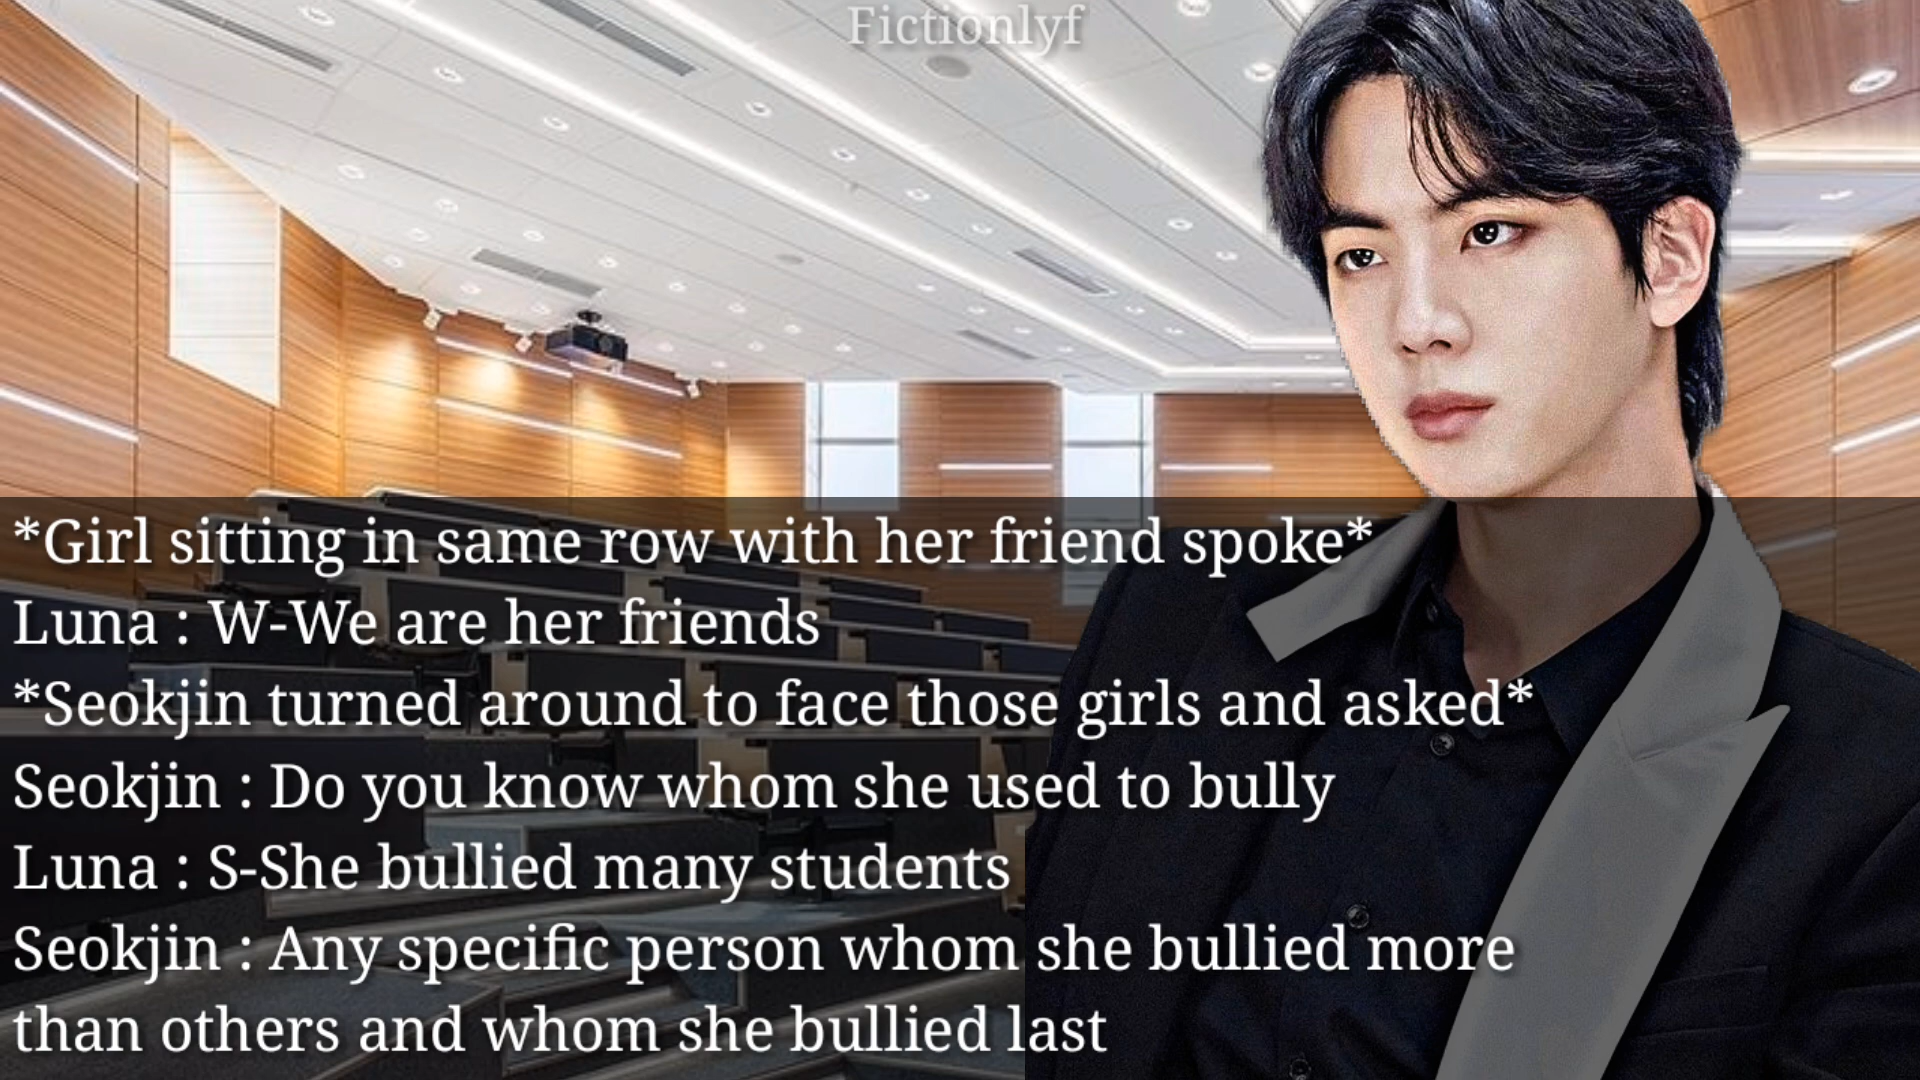 Fictionlyf
*Girl sitting in same row with her friend spoke*
Luna : W-We are her friends
*Seokjin turned around to face those girls and asked*
Seokjin : Do you know whom she used to bully
Luna : S-She bullied many students
Seokjin : Any specific person whom she bullied more
than others and whom she bullied last